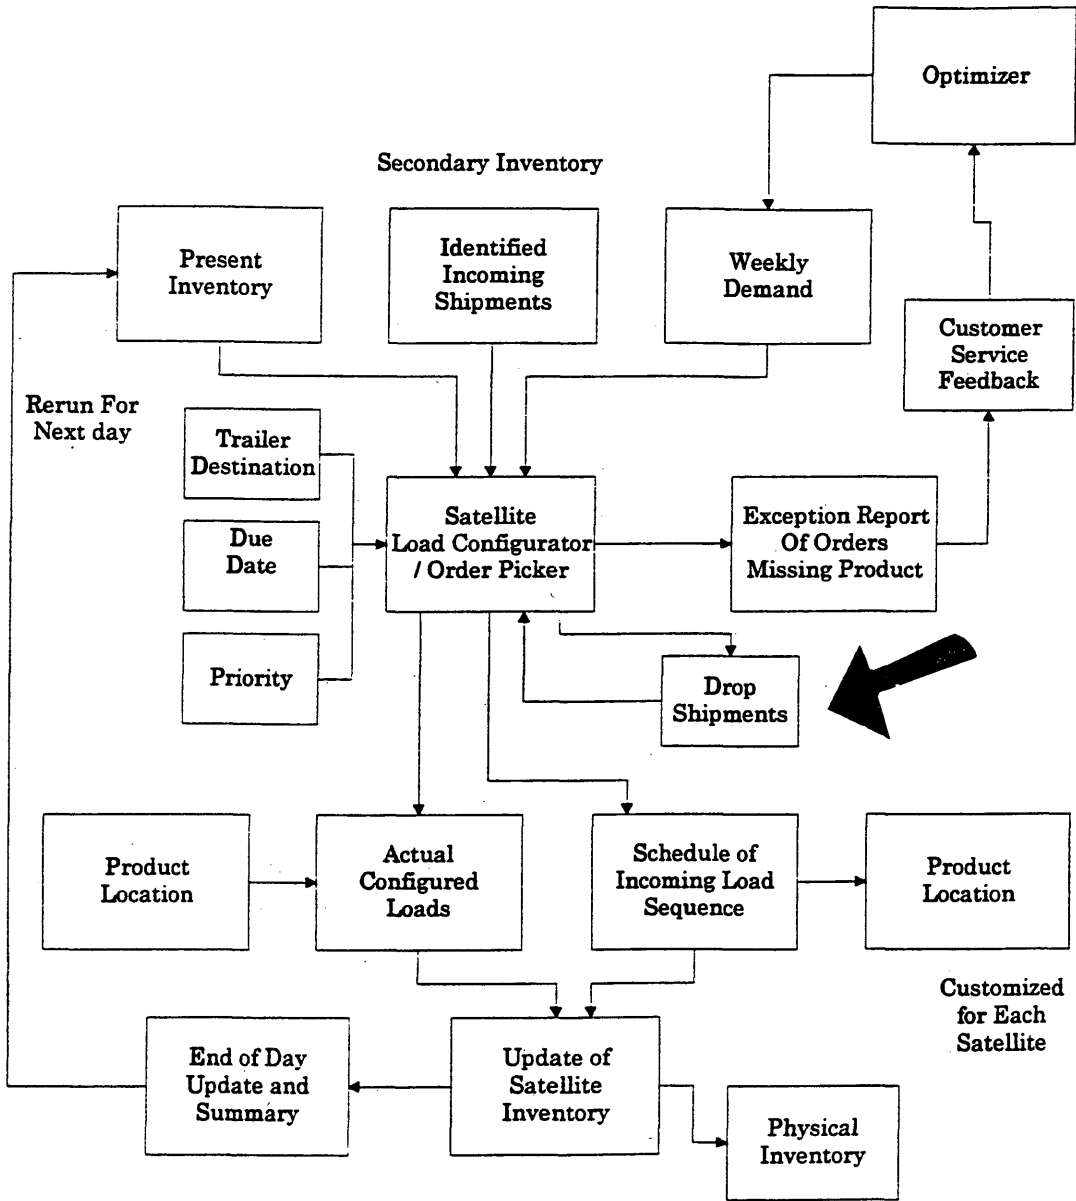 Optimizer
Secondary Inventory
Present
Inventory
Identified
Incoming
Shipments
Weekly
Demand
Customer
Service
Feedback
Rerun For
Next day
Trailer
Destination
Due
Date
Priority
Satellite
Load Configurator
/ Order Picker
Exception Report
Of Orders
Missing Product
Drop
Shipments
Product
Location
Actual
Configured
Loads
Schedule of
Incoming Load
Sequence
Product
Location
Customized
for Each
Satellite
End of Day
Update and
Summary
Update of
Satellite
Inventory
Physical
Inventory